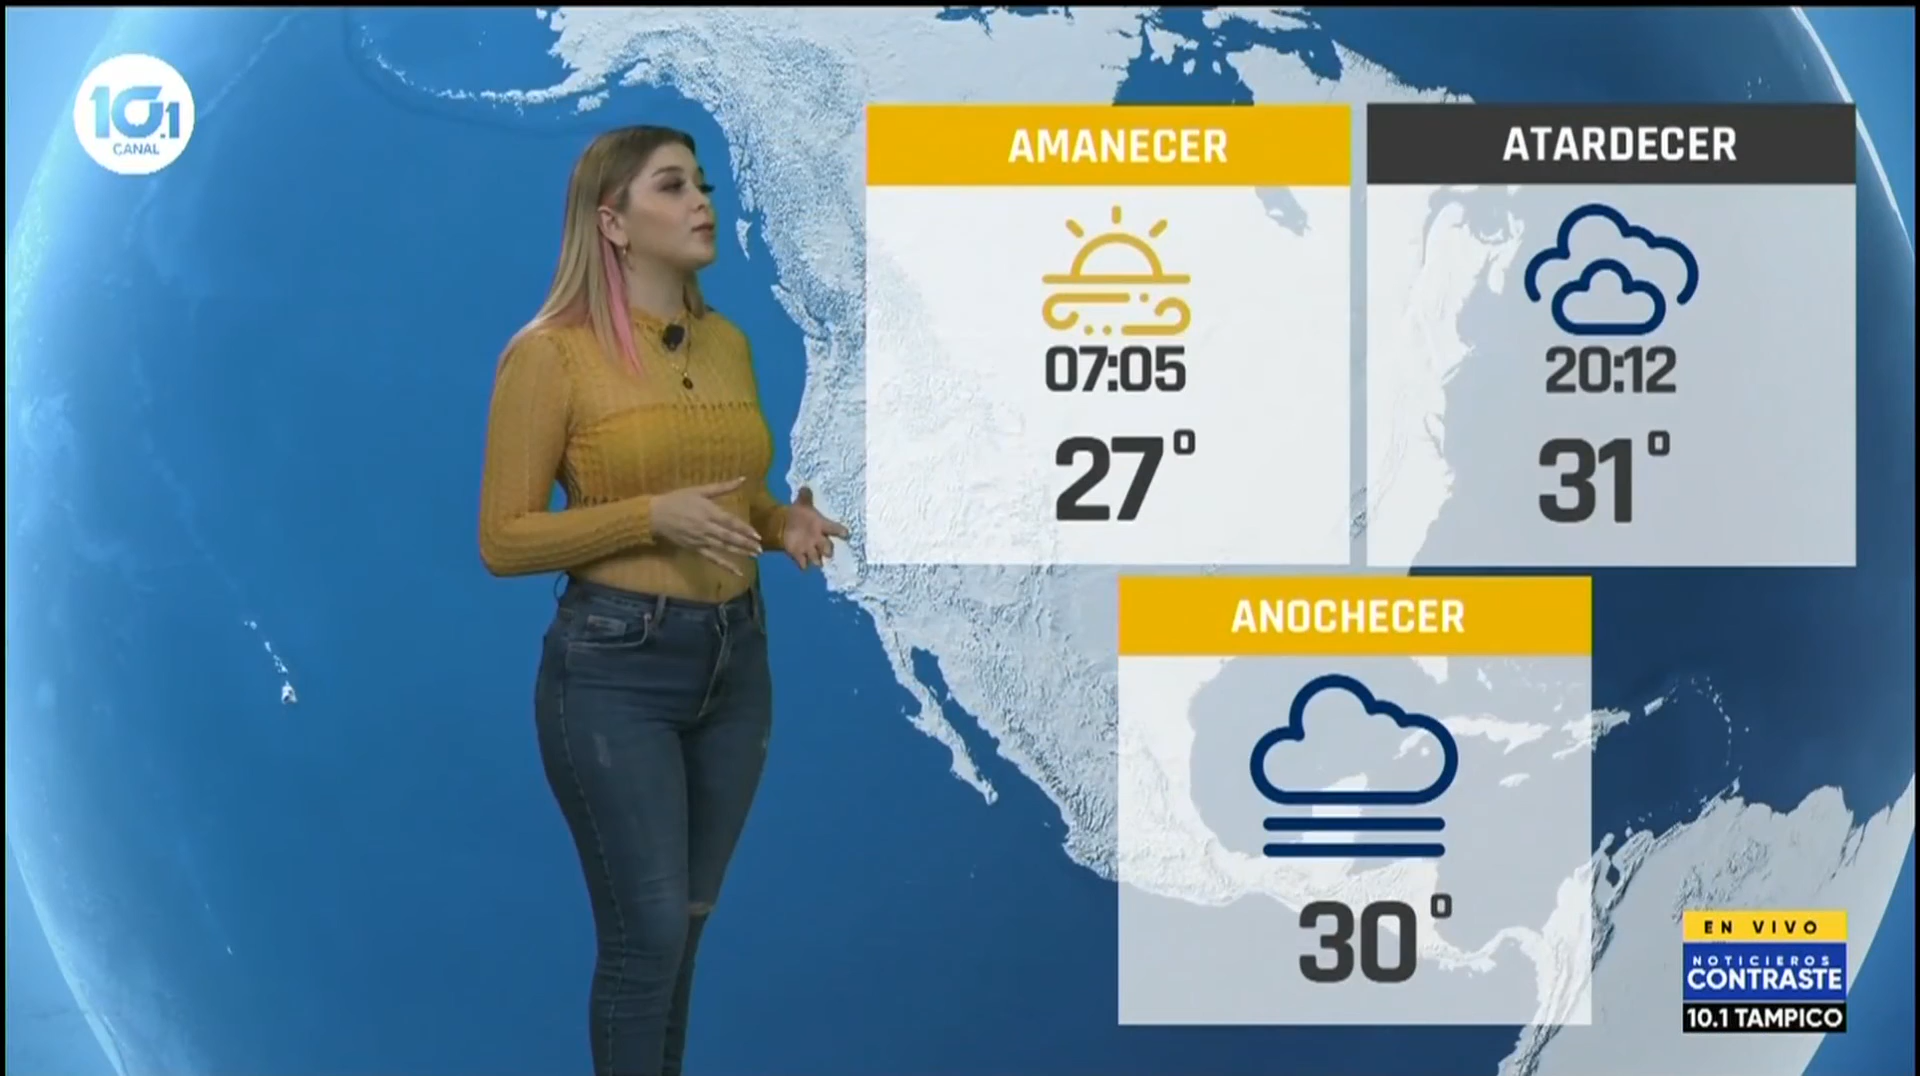 10.1
CANAL
AMANECER
07:05
27°
ATARDECER
20:12
31°
ANOCHECER
30°
EN VIVO
NOTICIEROS
CONTRASTE
10.1 TAMPICO